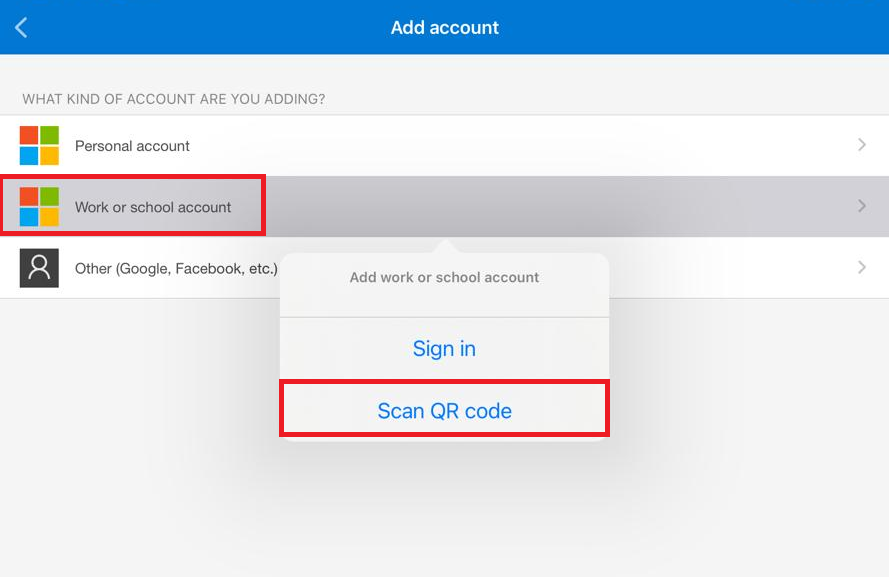 Add account
WHAT KIND OF ACCOUNT ARE YOU ADDING?
Personal account
Work or school account
Other (Google, Facebook, etc.)
Add work or school account
Sign in
Scan QR code